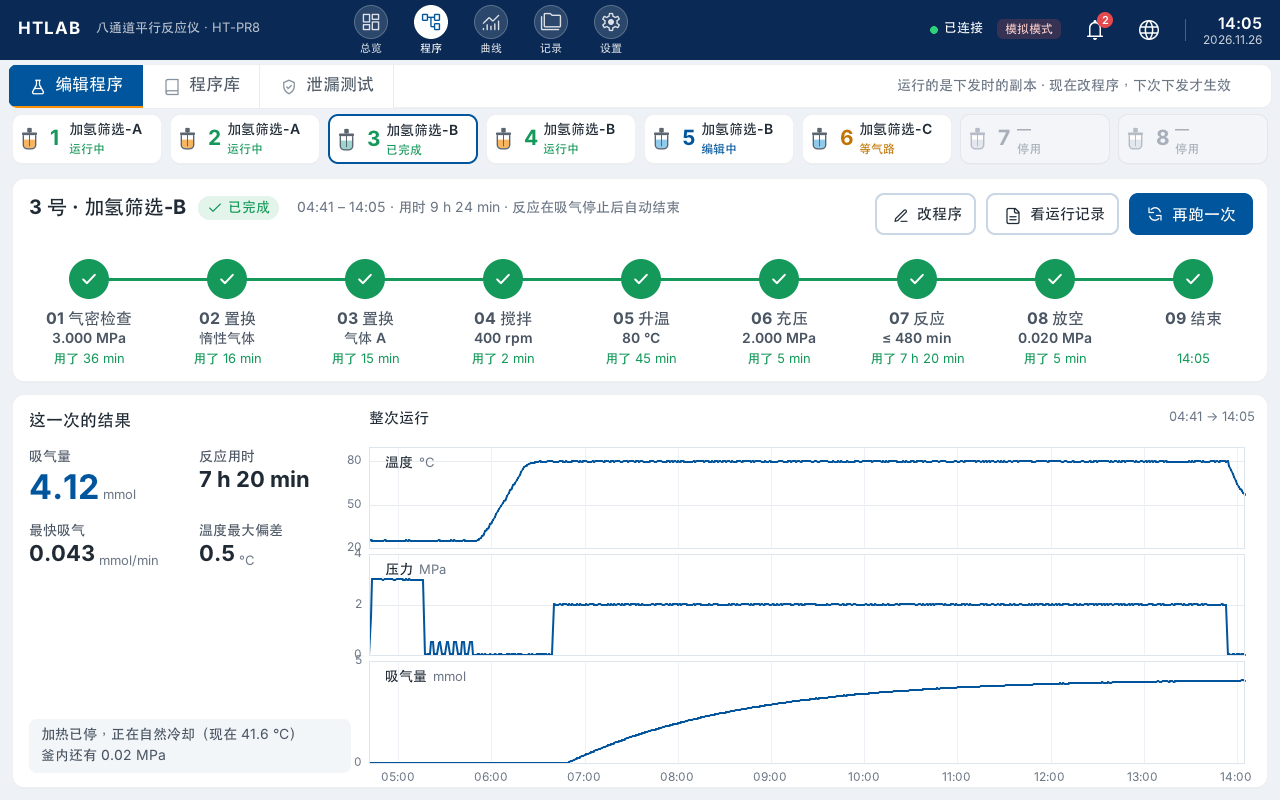 HTLAB 八通道平行反应仪 · HT-PR8
总览 程序 曲线 记录 设置
已连接 模拟模式 2 14:05
2026.11.26
编辑程序 程序库 泄漏测试 运行的是下发时的副本 · 现在改程序，下次下发才生效
1 加氢筛选-A 运行中
2 加氢筛选-A 运行中
3 加氢筛选-B 已完成
4 加氢筛选-B 运行中
5 加氢筛选-B 编辑中
6 加氢筛选-C 等气路
7 — 停用
8 — 停用
3 号 · 加氢筛选-B 已完成 04:41 – 14:05 · 用时 9 h 24 min · 反应在吸气停止后自动结束 改程序 看运行记录 再跑一次
01 气密检查 02 置换 03 置换 04 搅拌 05 升温 06 充压 07 反应 08 放空 09 结束
3.000 MPa 惰性气体 气体 A 400 rpm 80 °C 2.000 MPa ≤ 480 min 0.020 MPa
用了 36 min 用了 16 min 用了 15 min 用了 2 min 用了 45 min 用了 5 min 用了 7 h 20 min 用了 5 min 14:05
这一次的结果
吸气量 反应用时
4.12 mmol 7 h 20 min
最快吸气 温度最大偏差
0.043 mmol/min 0.5 °C
加热已停，正在自然冷却（现在 41.6 °C）
釜内还有 0.02 MPa
整次运行 04:41 → 14:05
温度 °C
80
50
20
压力 MPa
4
2
0
吸气量 mmol
5
0
05:00 06:00 07:00 08:00 09:00 10:00 11:00 12:00 13:00 14:00